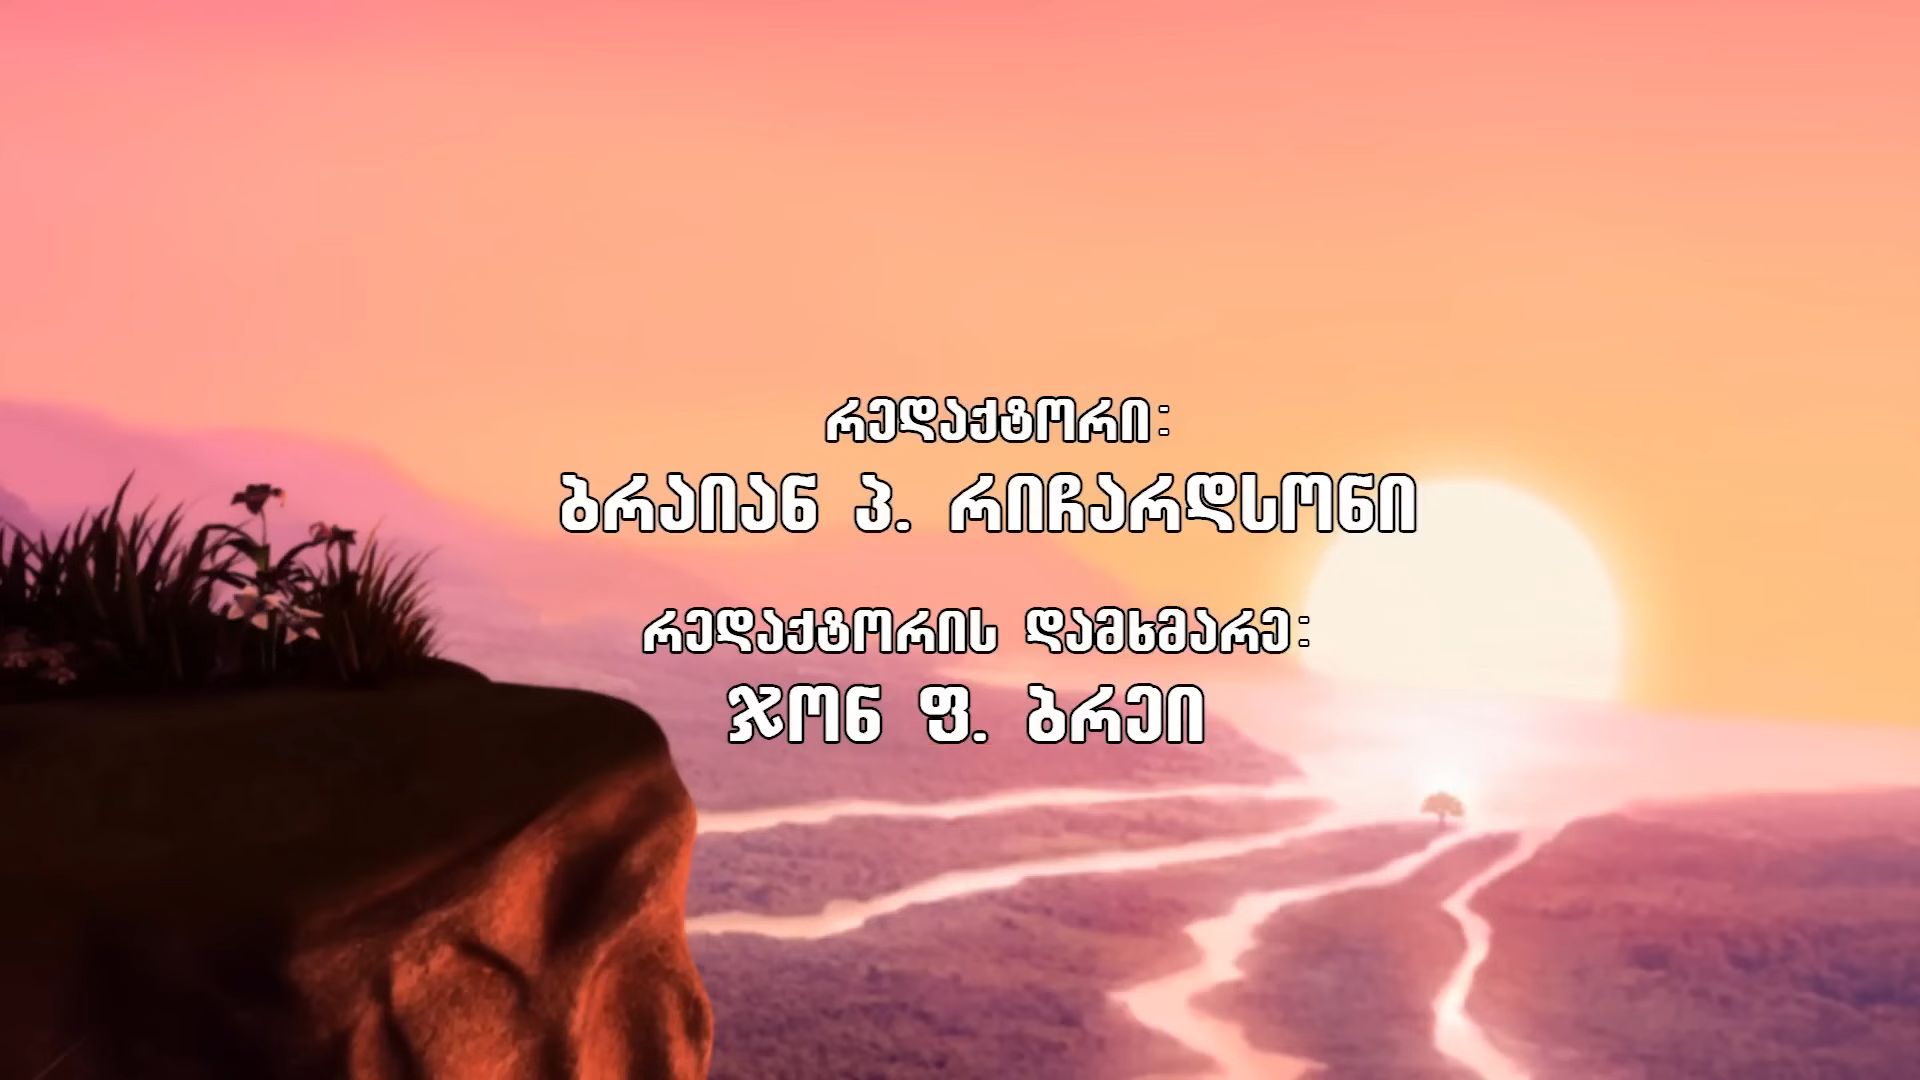 რედაქტორი:
ბრაიან პ. რიჩარდსონი
რედაქტორის დამხმარე:
ჯონ ფ. ბრეი